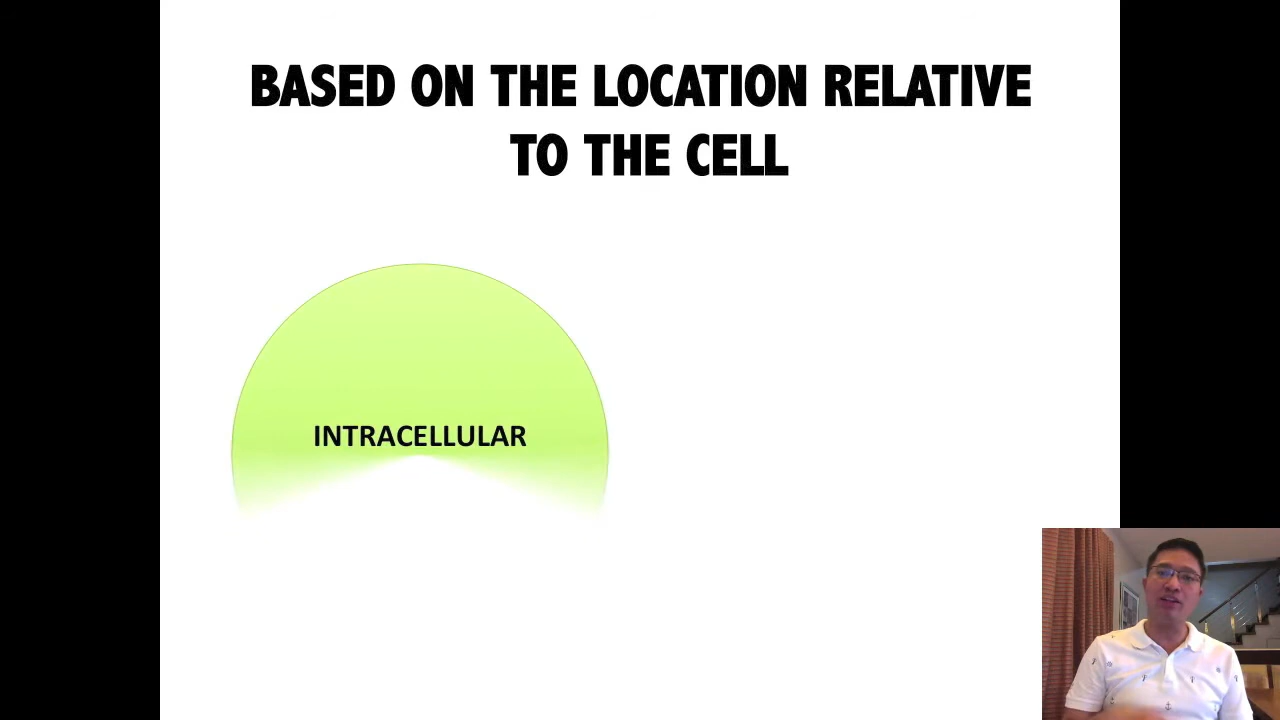 BASED ON THE LOCATION RELATIVE
TO THE CELL
INTRACELLULAR